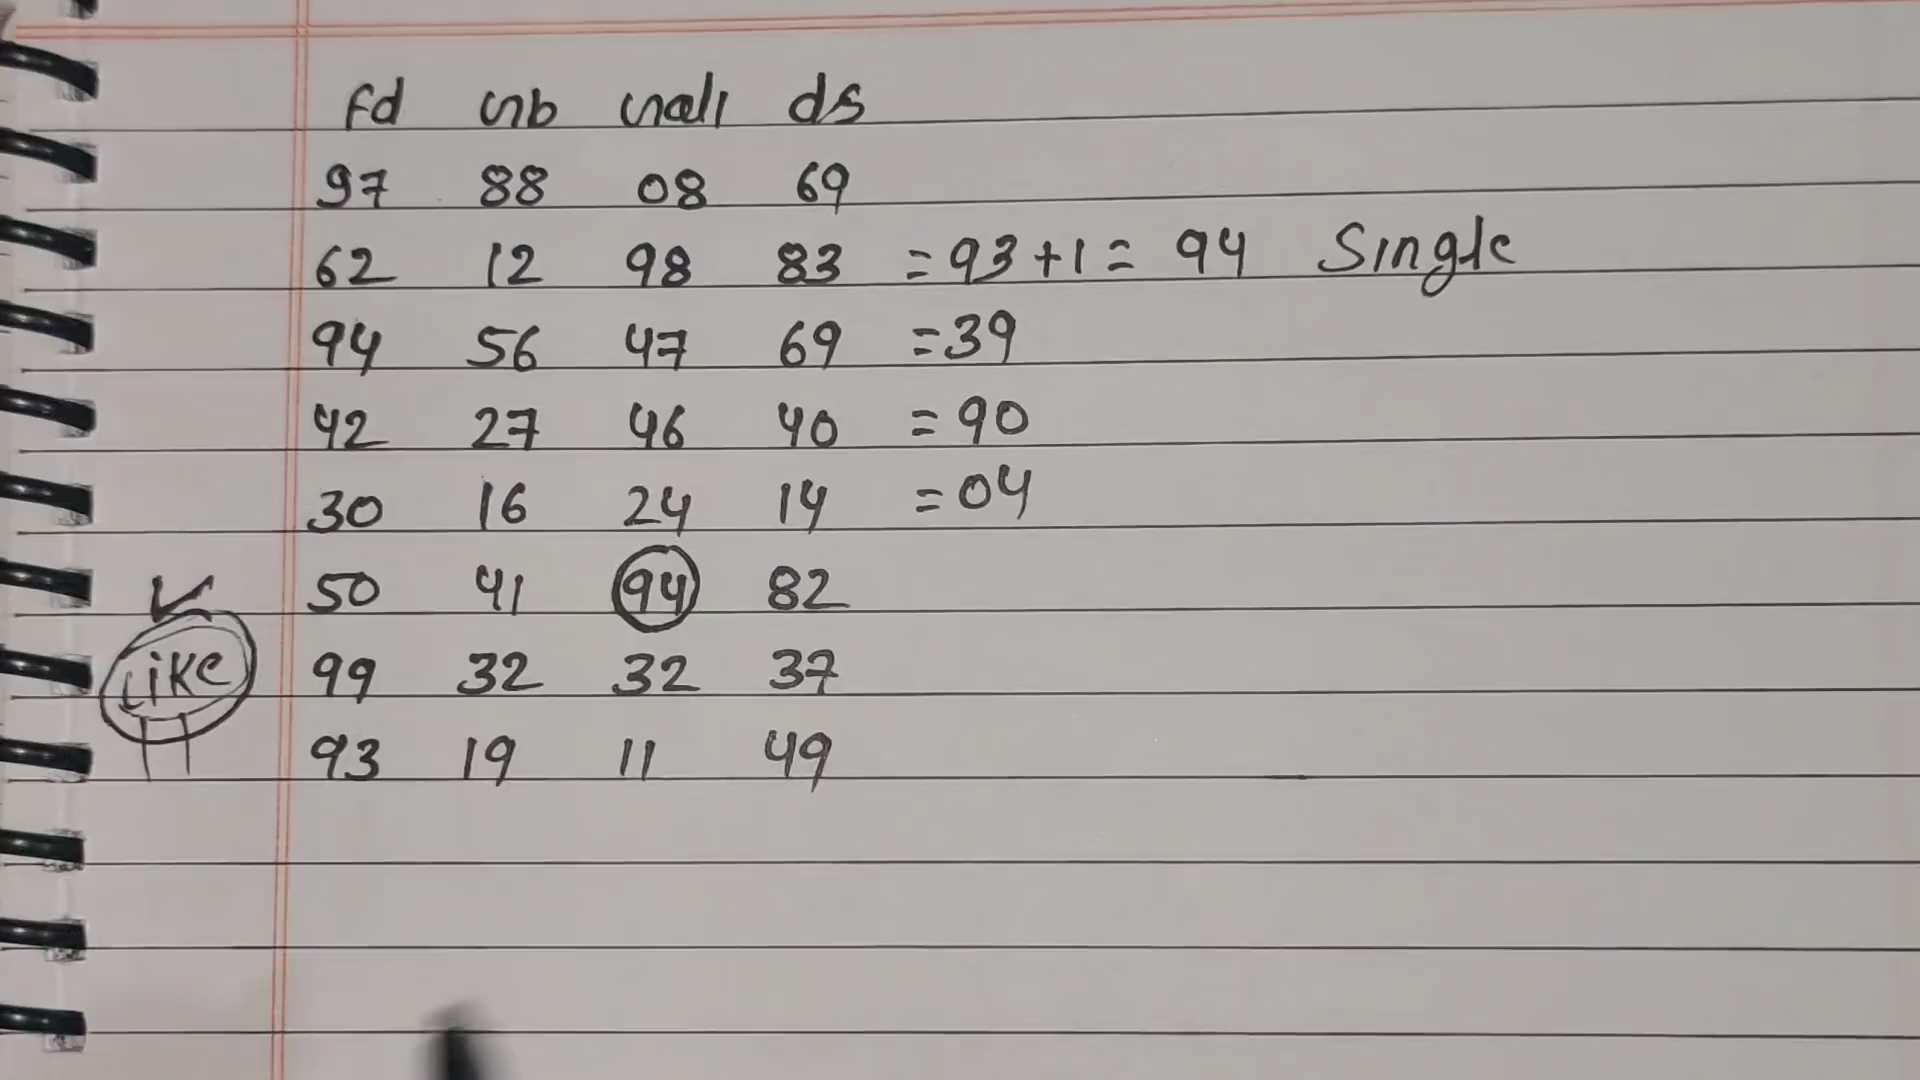 Fd Gb Gali ds
97 88 08 69
62 12 98 83 = 93 + 1 = 94 Single
94 56 47 69 = 39
42 27 46 40 = 90
30 16 24 14 = 04
50 41 94 82
Like 99 32 32 37
93 19 11 49